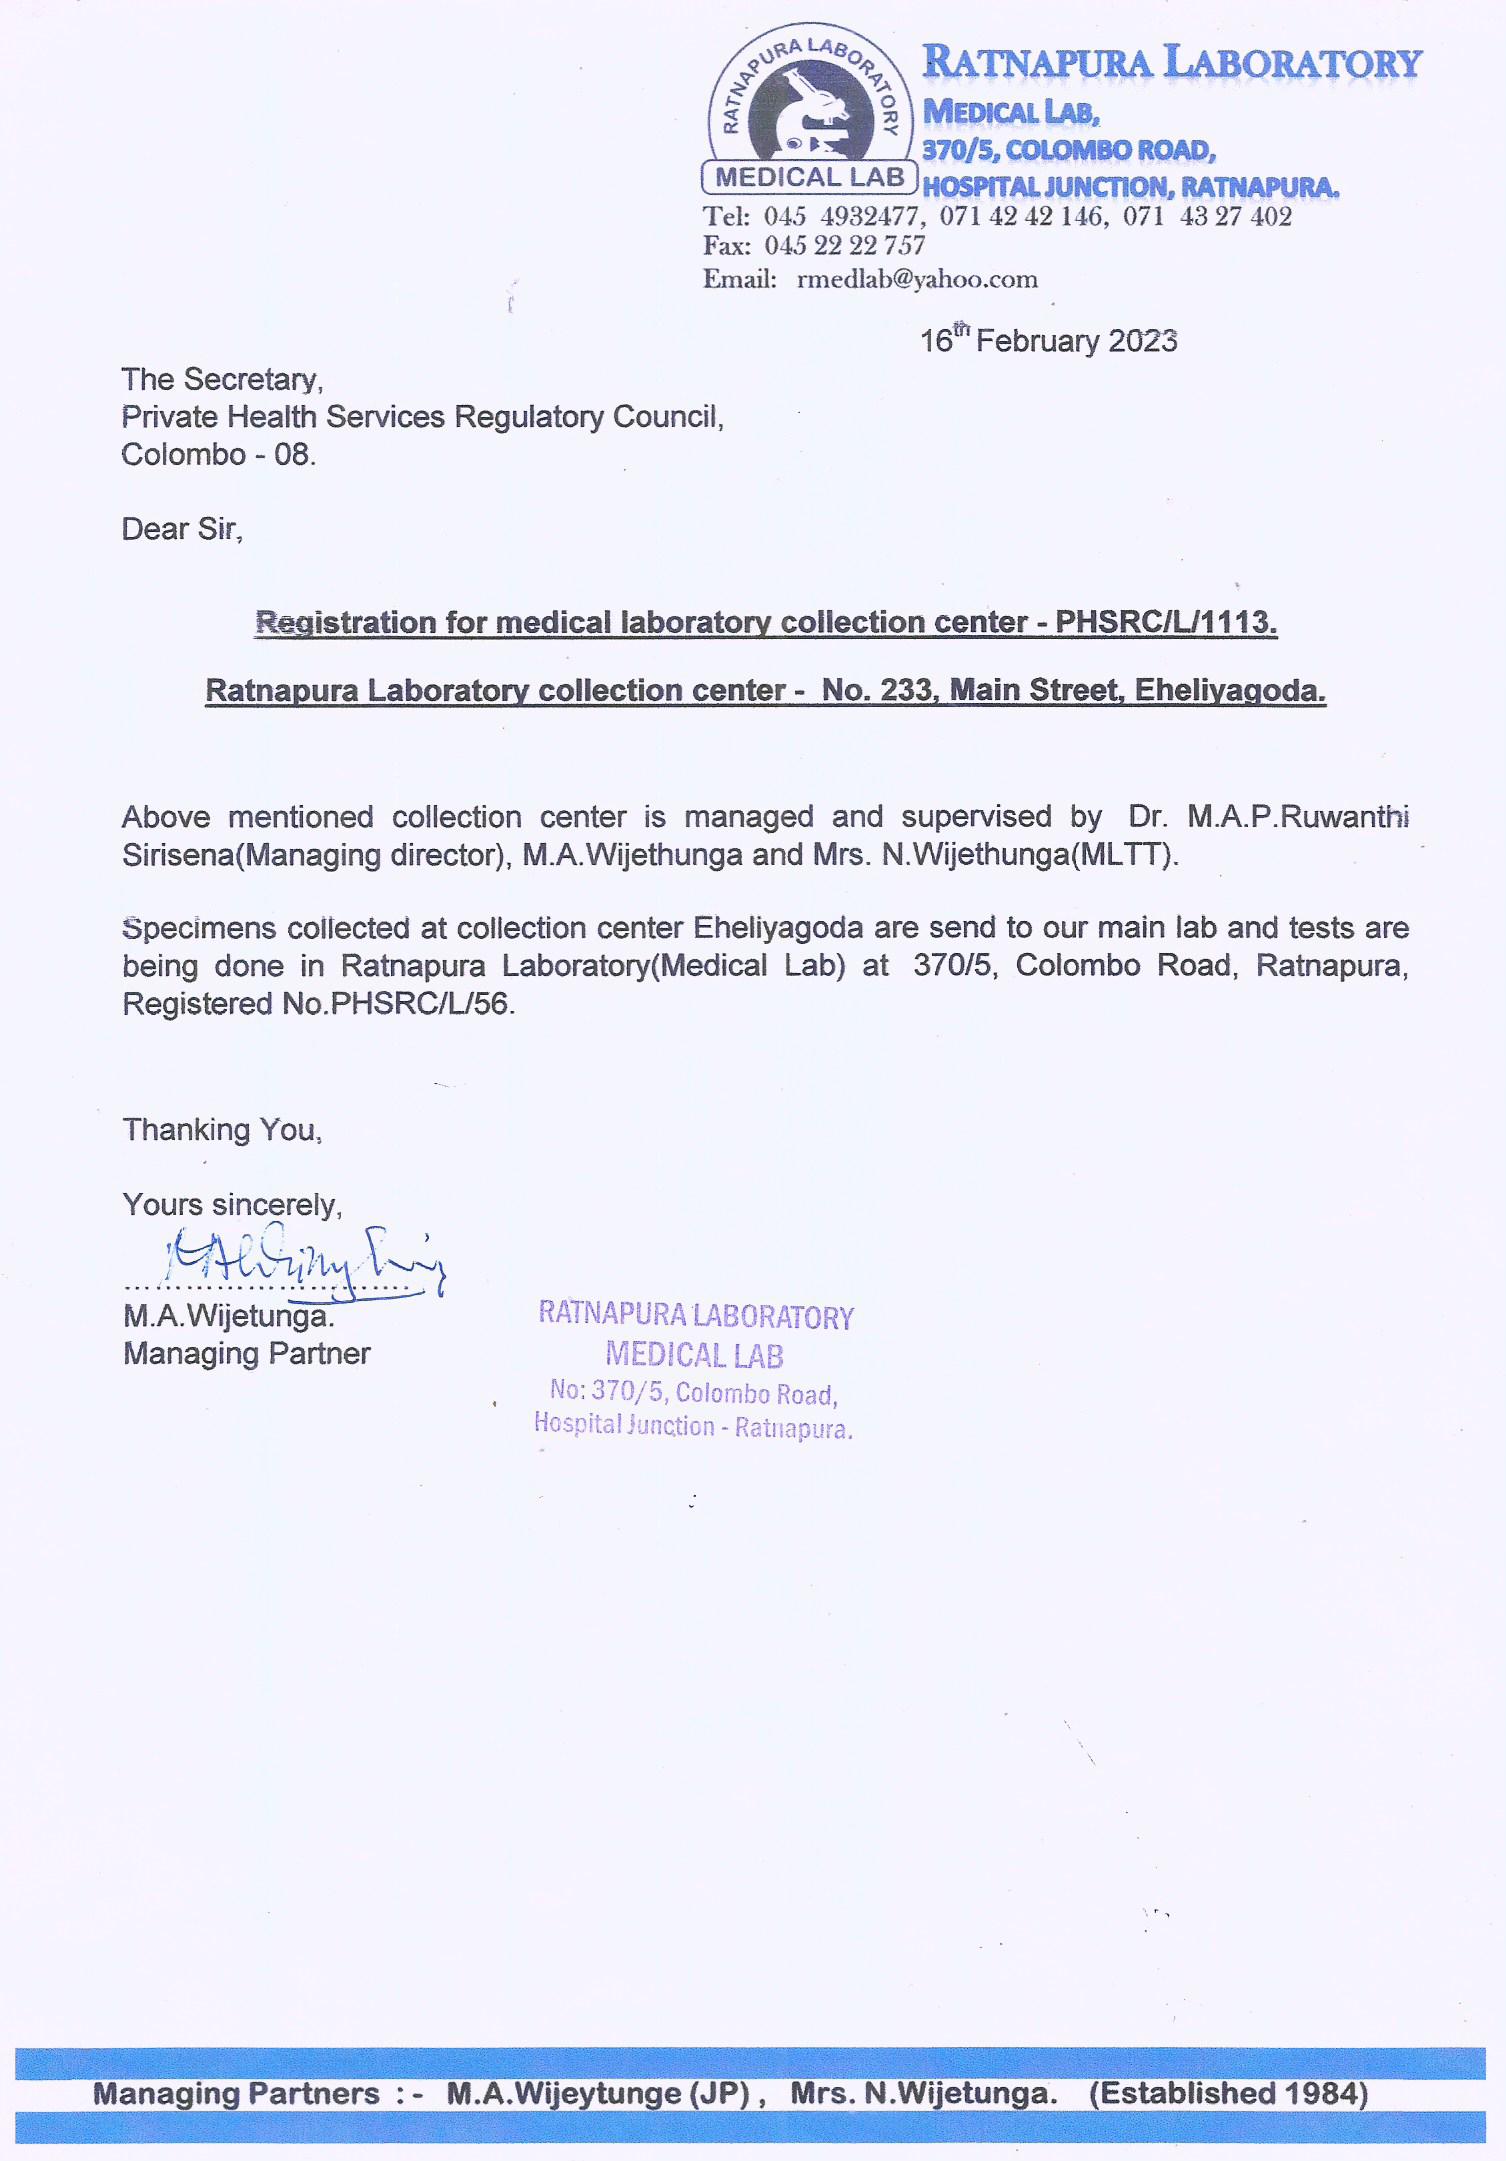 RATNAPURA LABORATORY
MEDICAL LAB
RATNAPURA LABORATORY
MEDICAL LAB,
370/5, COLOMBO ROAD,
HOSPITAL JUNCTION, RATNAPURA.
Tel: 045 4932477, 071 42 42 146, 071 43 27 402
Fax: 045 22 22 757
Email: rmedlab@yahoo.com
16th February 2023
The Secretary,
Private Health Services Regulatory Council,
Colombo - 08.
Dear Sir,
Registration for medical laboratory collection center - PHSRC/L/1113.
Ratnapura Laboratory collection center - No. 233, Main Street, Eheliyagoda.
Above mentioned collection center is managed and supervised by Dr. M.A.P.Ruwanthi
Sirisena(Managing director), M.A.Wijethunga and Mrs. N.Wijethunga(MLTT).
Specimens collected at collection center Eheliyagoda are send to our main lab and tests are
being done in Ratnapura Laboratory(Medical Lab) at 370/5, Colombo Road, Ratnapura,
Registered No.PHSRC/L/56.
Thanking You,
Yours sincerely,
M.A.Wijetunga.
Managing Partner
RATNAPURA LABORATORY
MEDICAL LAB
No: 370/5, Colombo Road,
Hospital Junction - Ratnapura.
Managing Partners : - M.A.Wijeytunge (JP) , Mrs. N.Wijetunga. (Established 1984)